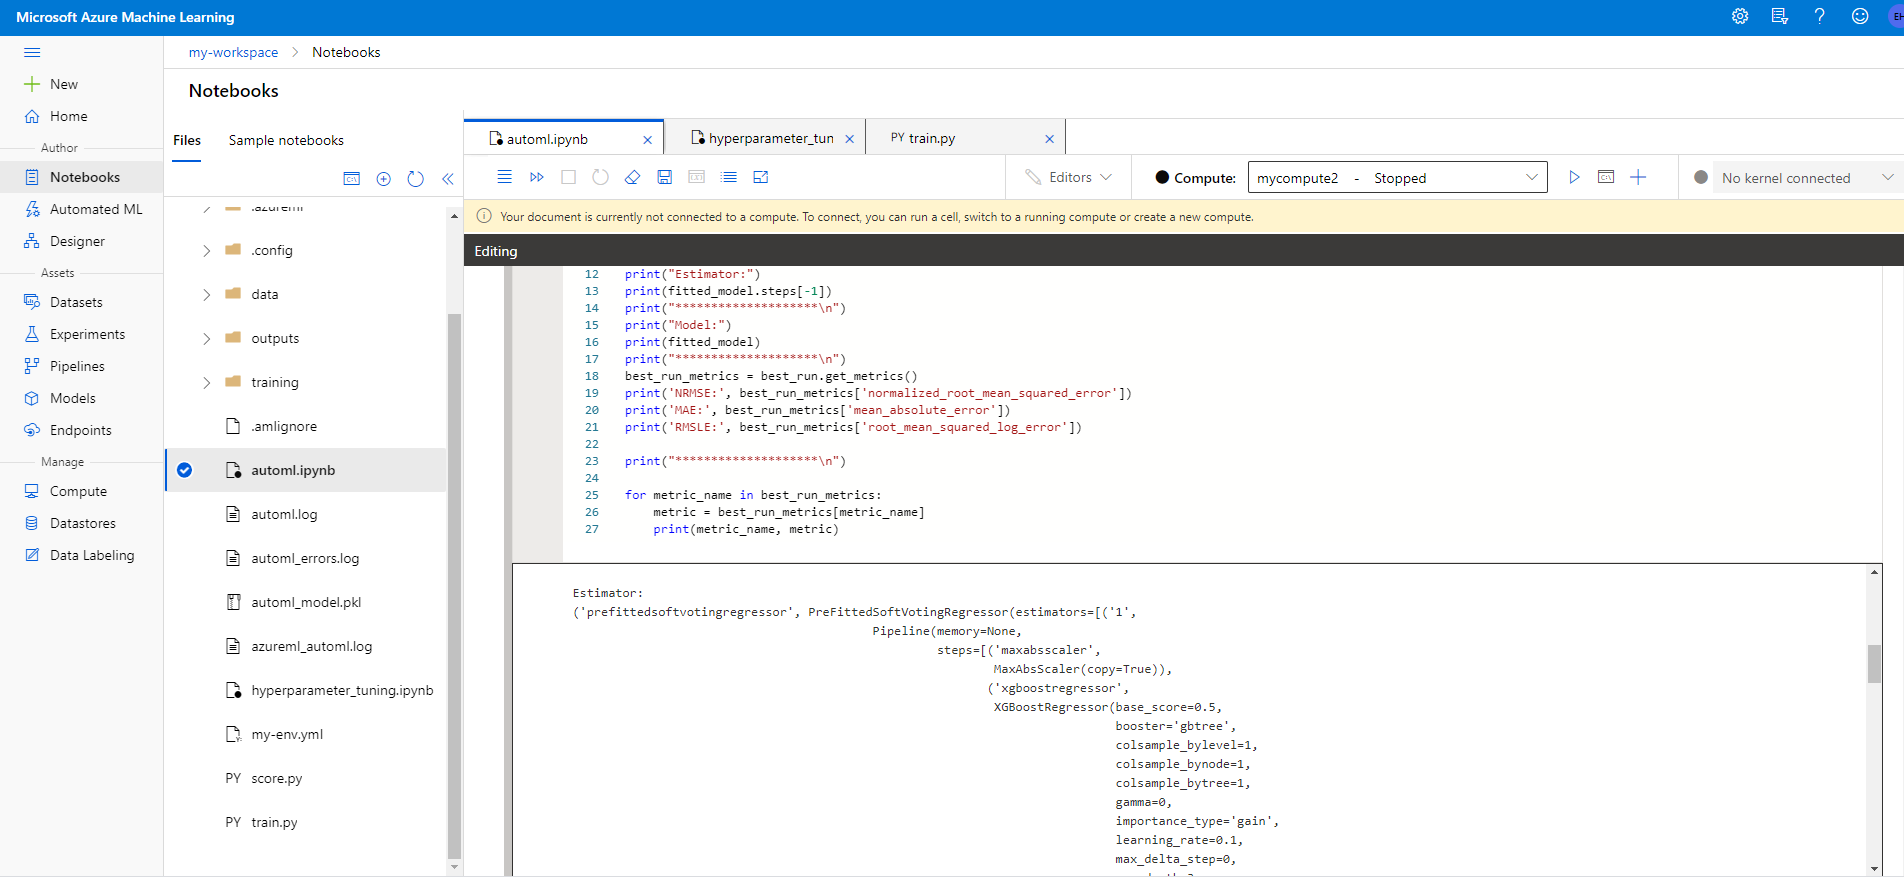 Microsoft Azure Machine Learning
EH
my-workspace > Notebooks
New
Home
Author
Notebooks
Automated ML
Designer
Assets
Datasets
Experiments
Pipelines
Models
Endpoints
Manage
Compute
Datastores
Data Labeling
Notebooks
Files Sample notebooks
.azureml
.config
data
outputs
training
.amlignore
automl.ipynb
automl.log
automl_errors.log
automl_model.pkl
azureml_automl.log
hyperparameter_tuning.ipynb
my-env.yml
PY score.py
PY train.py
automl.ipynb hyperparameter_tun PY train.py
Editors Compute: mycompute2 - Stopped No kernel connected
Your document is currently not connected to a compute. To connect, you can run a cell, switch to a running compute or create a new compute.
Editing
12 print("Estimator:")
13 print(fitted_model.steps[-1])
14 print("********************\n")
15 print("Model:")
16 print(fitted_model)
17 print("********************\n")
18 best_run_metrics = best_run.get_metrics()
19 print('NRMSE:', best_run_metrics['normalized_root_mean_squared_error'])
20 print('MAE:', best_run_metrics['mean_absolute_error'])
21 print('RMSLE:', best_run_metrics['root_mean_squared_log_error'])
22
23 print("********************\n")
24
25 for metric_name in best_run_metrics:
26 metric = best_run_metrics[metric_name]
27 print(metric_name, metric)
Estimator:
('prefittedsoftvotingregressor', PreFittedSoftVotingRegressor(estimators=[('1',
Pipeline(memory=None,
steps=[('maxabsscaler',
MaxAbsScaler(copy=True)),
('xgboostregressor',
XGBoostRegressor(base_score=0.5,
booster='gbtree',
colsample_bylevel=1,
colsample_bynode=1,
colsample_bytree=1,
gamma=0,
importance_type='gain',
learning_rate=0.1,
max_delta_step=0,